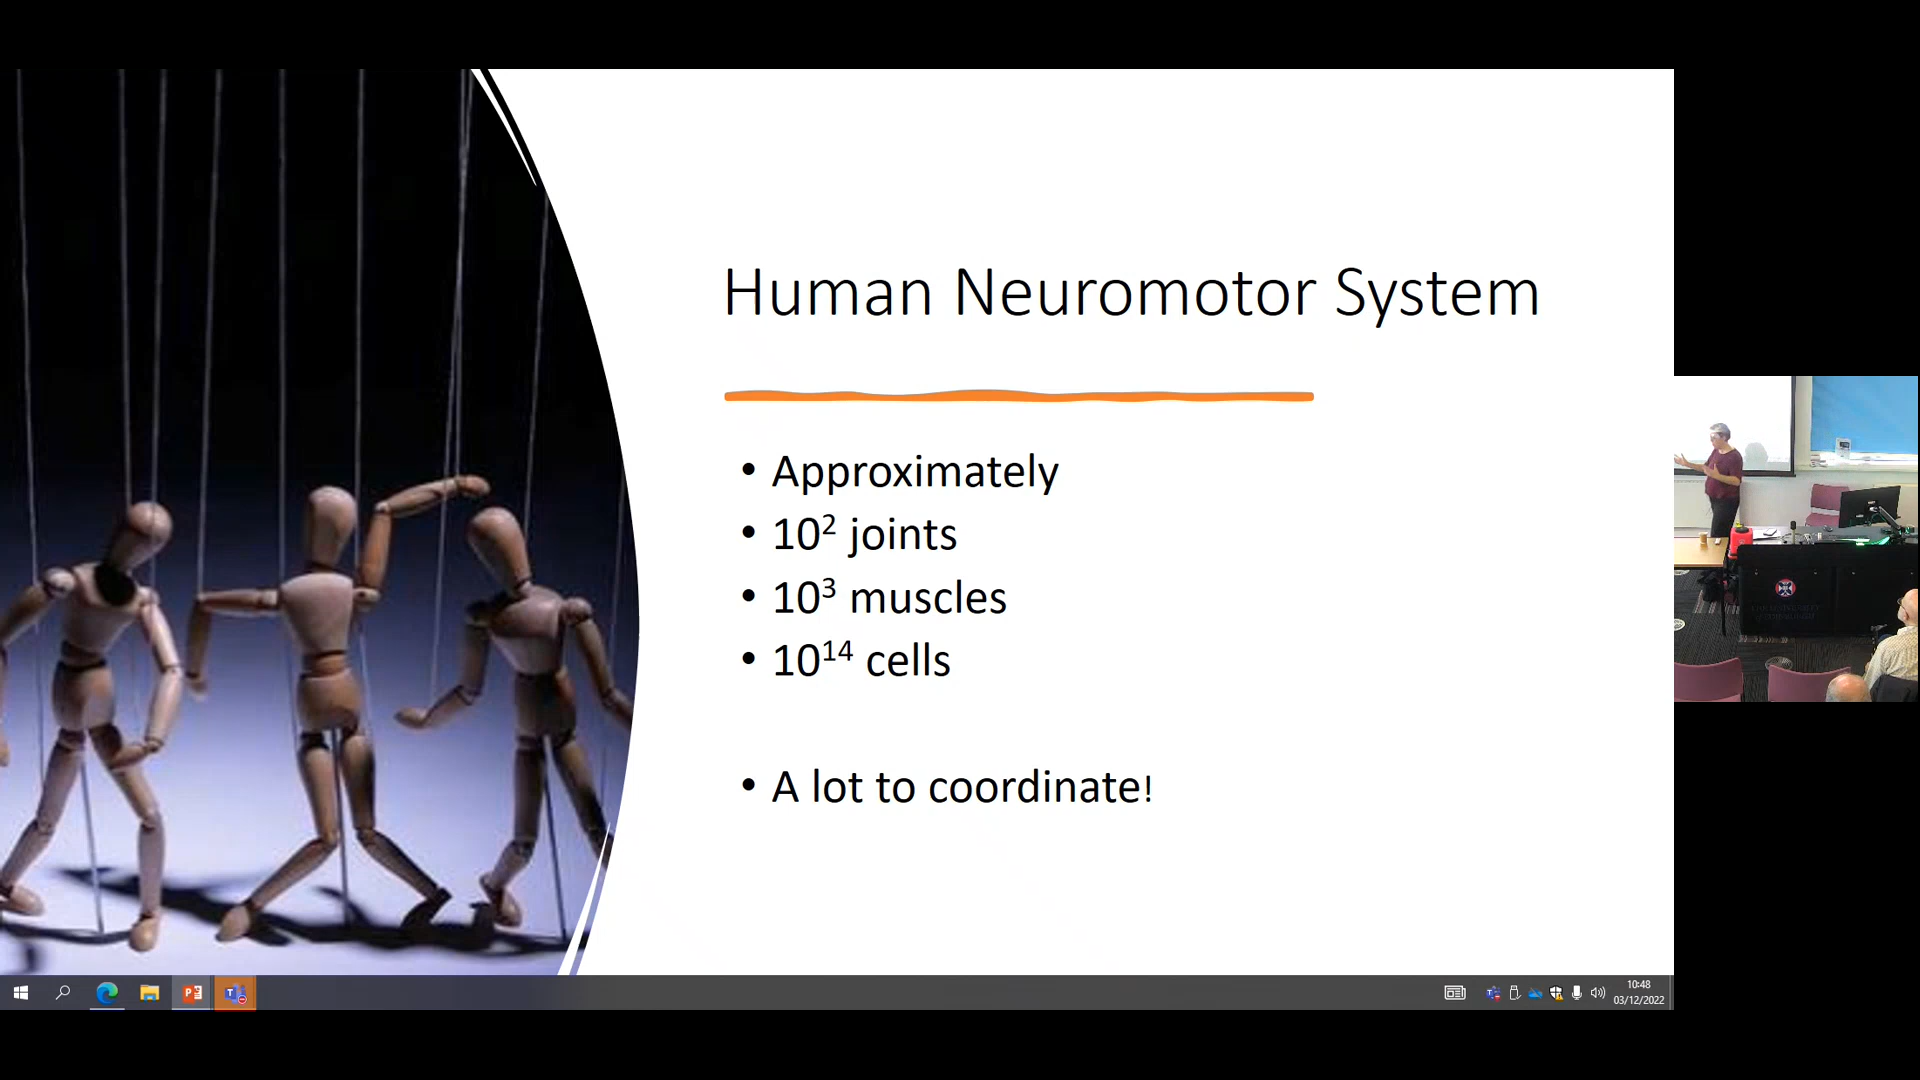 Human Neuromotor System
• Approximately
• 10² joints
• 10³ muscles
• 10¹⁴ cells
• A lot to coordinate!
10:48
03/12/2022